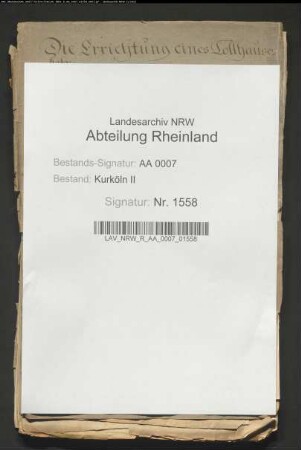 Die Errichtung eines Zollhauses
Landesarchiv NRW
Abteilung Rheinland
Bestands-Signatur: AA 0007
Bestand: Kurköln II
Signatur: Nr. 1558
LAV_NRW_R_AA_0007_01558